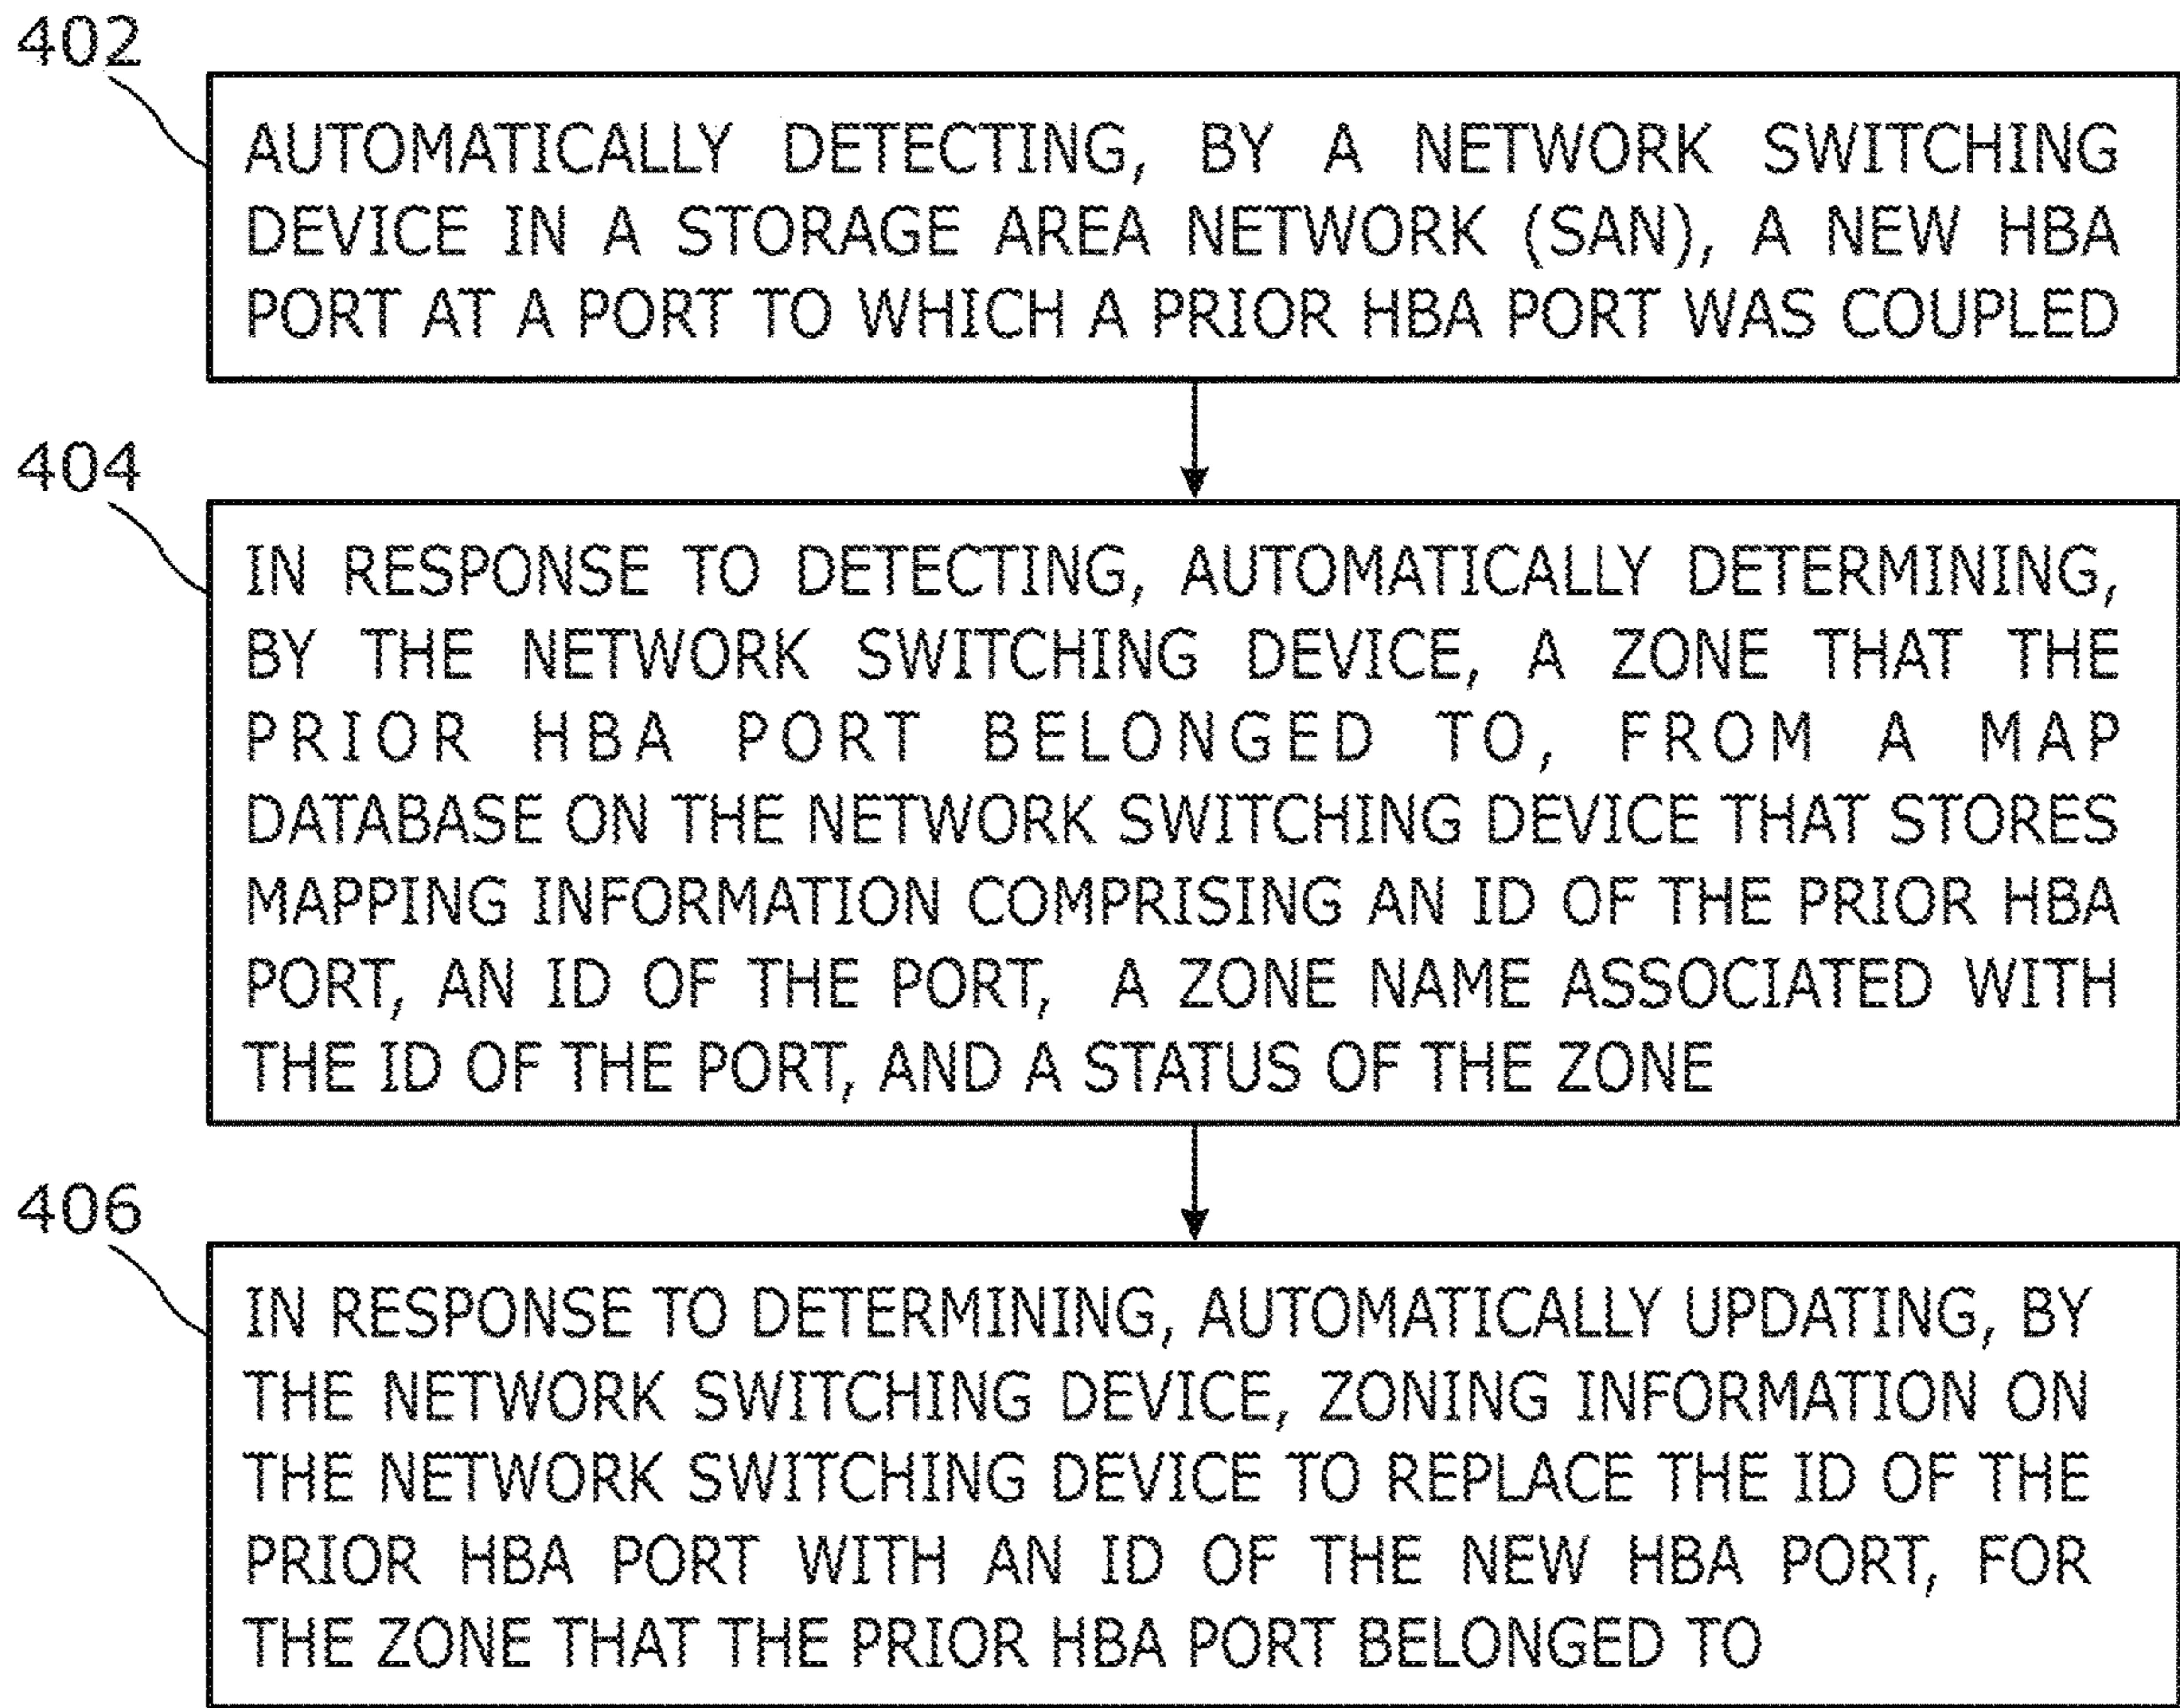 402
AUTOMATICALLY DETECTING, BY A NETWORK SWITCHING
DEVICE IN A STORAGE AREA NETWORK (SAN), A NEW HBA
PORT AT A PORT TO WHICH A PRIOR HBA PORT WAS COUPLED
404
IN RESPONSE TO DETECTING, AUTOMATICALLY DETERMINING,
BY THE NETWORK SWITCHING DEVICE, A ZONE THAT THE
PRIOR HBA PORT BELONGED TO, FROM A MAP
DATABASE ON THE NETWORK SWITCHING DEVICE THAT STORES
MAPPING INFORMATION COMPRISING AN ID OF THE PRIOR HBA
PORT, AN ID OF THE PORT, A ZONE NAME ASSOCIATED WITH
THE ID OF THE PORT, AND A STATUS OF THE ZONE
406
IN RESPONSE TO DETERMINING, AUTOMATICALLY UPDATING, BY
THE NETWORK SWITCHING DEVICE, ZONING INFORMATION ON
THE NETWORK SWITCHING DEVICE TO REPLACE THE ID OF THE
PRIOR HBA PORT WITH AN ID OF THE NEW HBA PORT, FOR
THE ZONE THAT THE PRIOR HBA PORT BELONGED TO